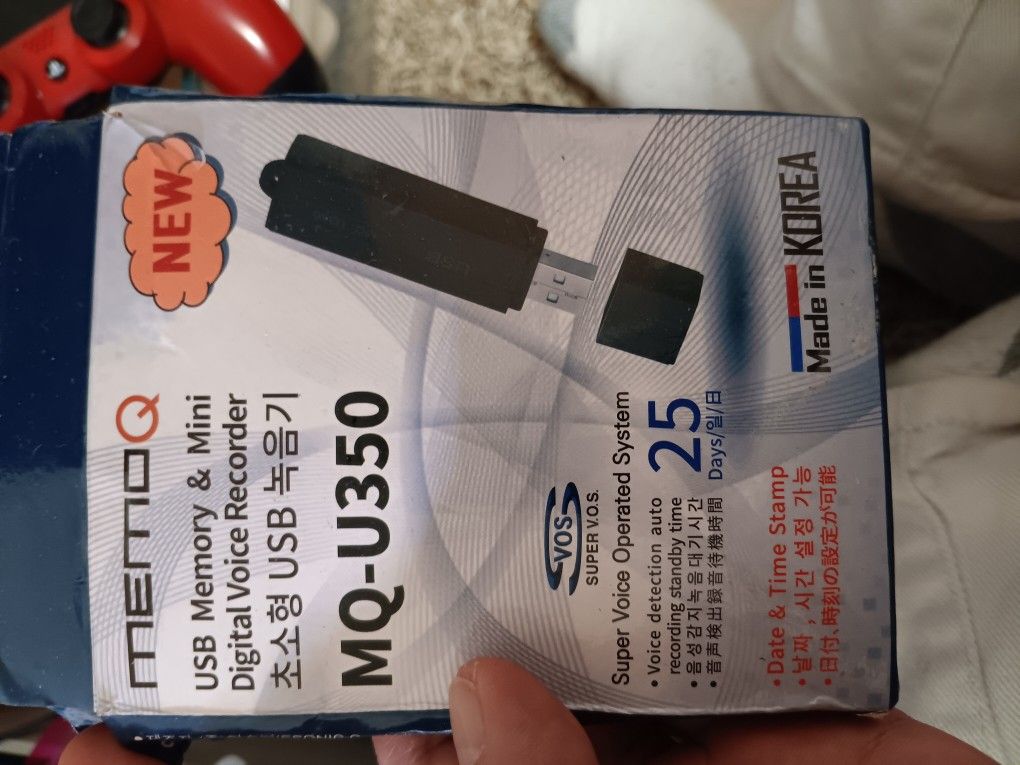 memo Q
NEW
USB Memory & Mini
Digital Voice Recorder
초소형 USB 녹음기
MQ-U350
USB
SVOS
SUPER V.O.S.
Super Voice Operated System
• Voice detection auto
recording standby time
• 음성감지녹음대기시간
• 音声検出録音待機時間
25
Days/일/日
• Date & Time Stamp
• 날짜 , 시간 설정 가능
• 日付、時刻の設定が可能
Made in KOREA